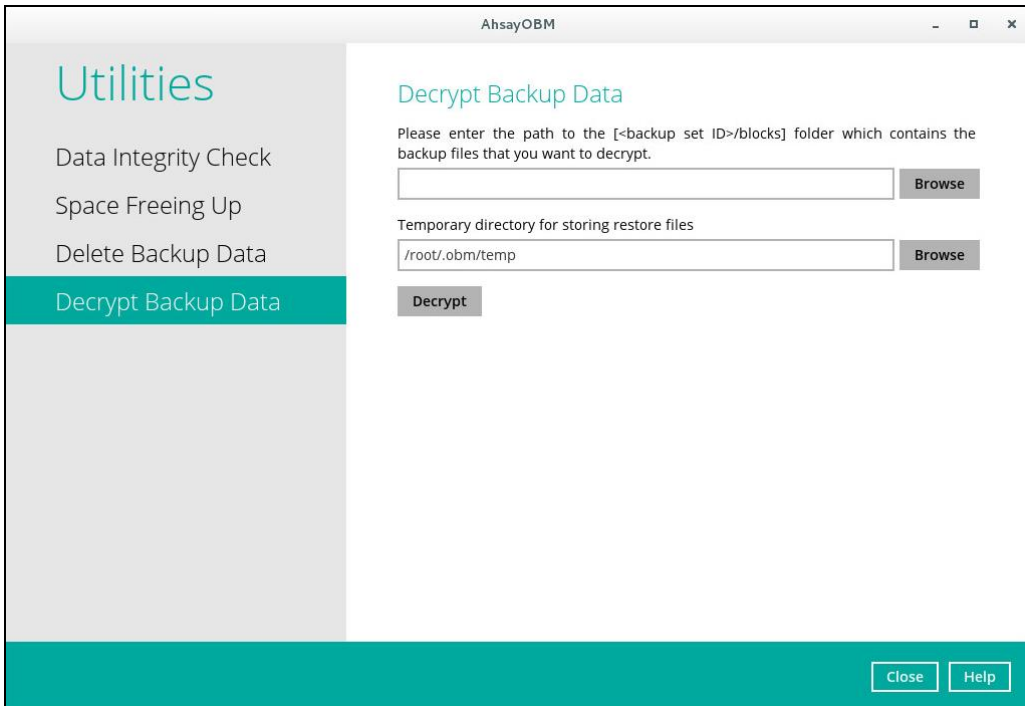 AhsayOBM
Utilities
Data Integrity Check
Space Freeing Up
Delete Backup Data
Decrypt Backup Data
Decrypt Backup Data
Please enter the path to the [<backup set ID>/blocks] folder which contains the
backup files that you want to decrypt.
Browse
Temporary directory for storing restore files
/root/.obm/temp
Browse
Decrypt
Close
Help